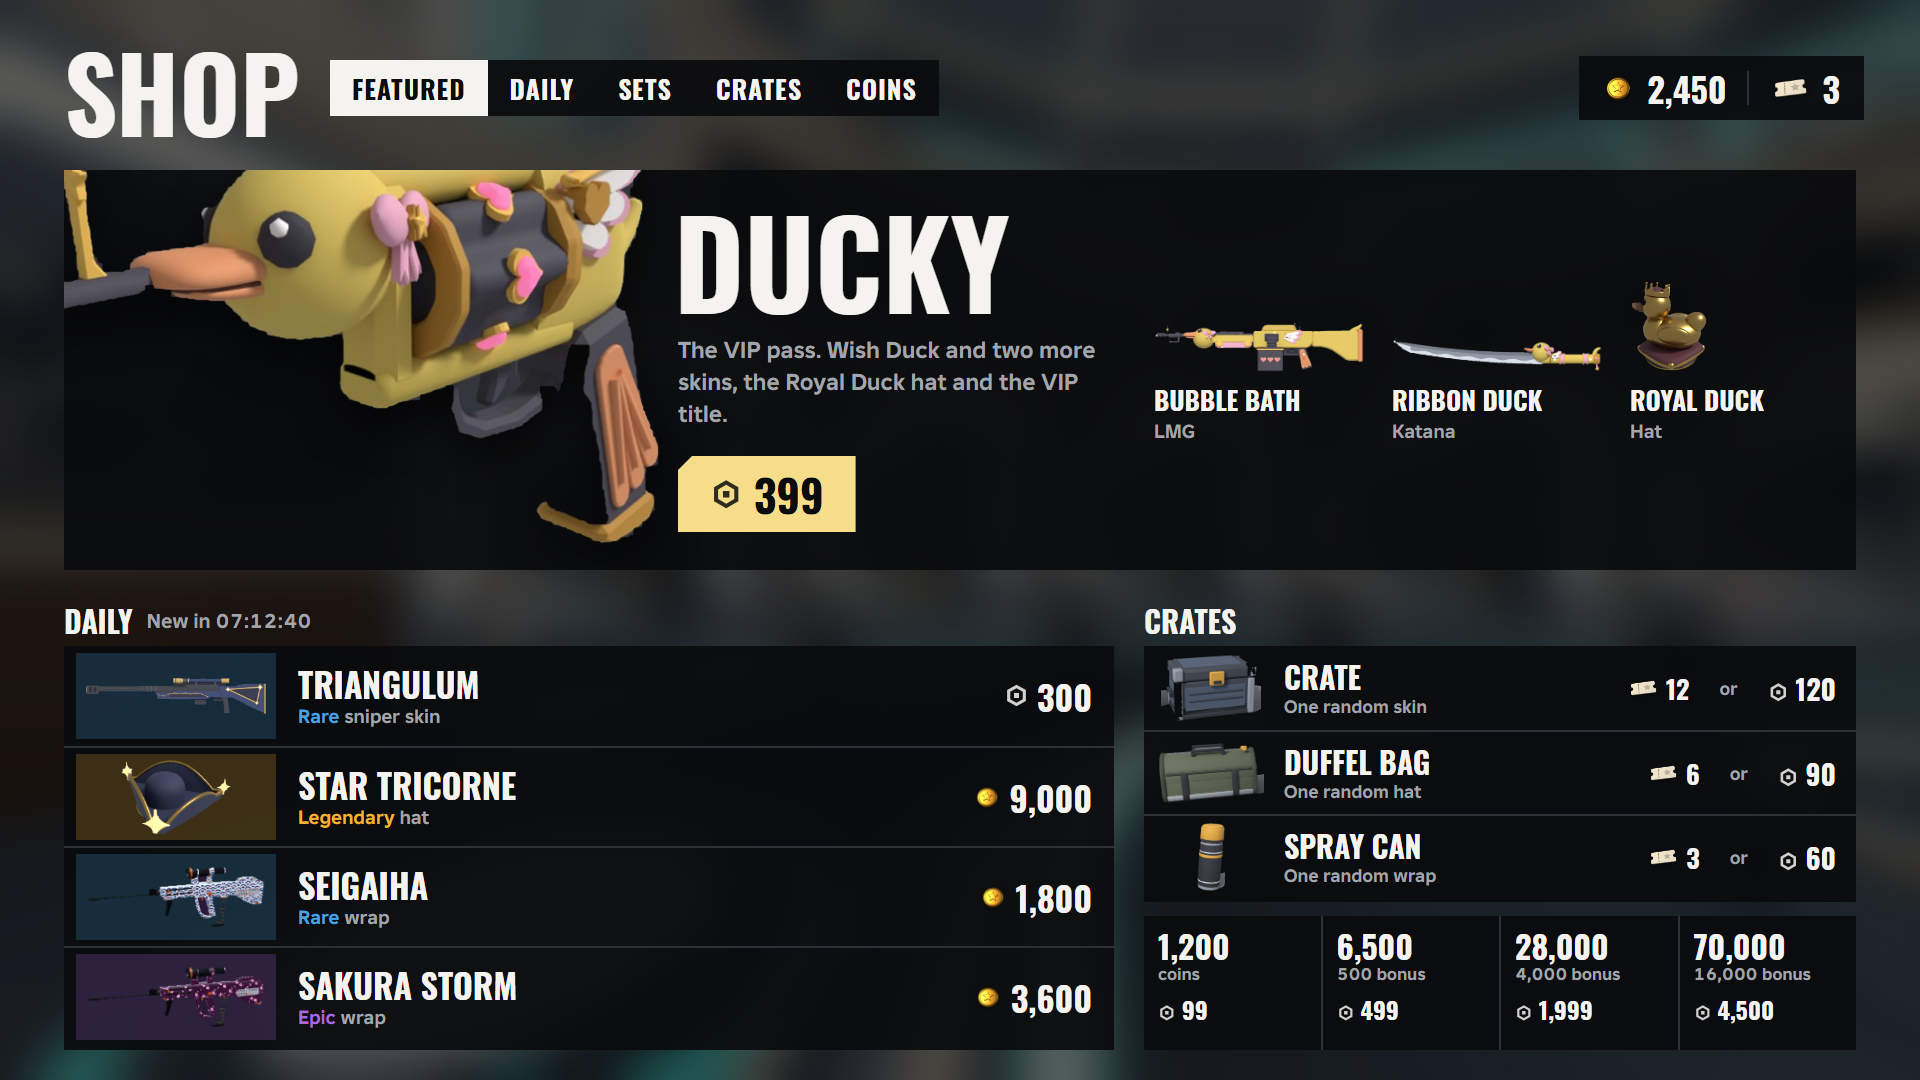 SHOP
FEATURED
DAILY
SETS
CRATES
COINS
2,450
3
DUCKY
The VIP pass. Wish Duck and two more
skins, the Royal Duck hat and the VIP
title.
399
BUBBLE BATH
LMG
RIBBON DUCK
Katana
ROYAL DUCK
Hat
DAILY
New in 07:12:40
TRIANGULUM
Rare sniper skin
300
STAR TRICORNE
Legendary hat
9,000
SEIGAIHA
Rare wrap
1,800
SAKURA STORM
Epic wrap
3,600
CRATES
CRATE
One random skin
12 or 120
DUFFEL BAG
One random hat
6 or 90
SPRAY CAN
One random wrap
3 or 60
1,200
coins
99
6,500
500 bonus
499
28,000
4,000 bonus
1,999
70,000
16,000 bonus
4,500